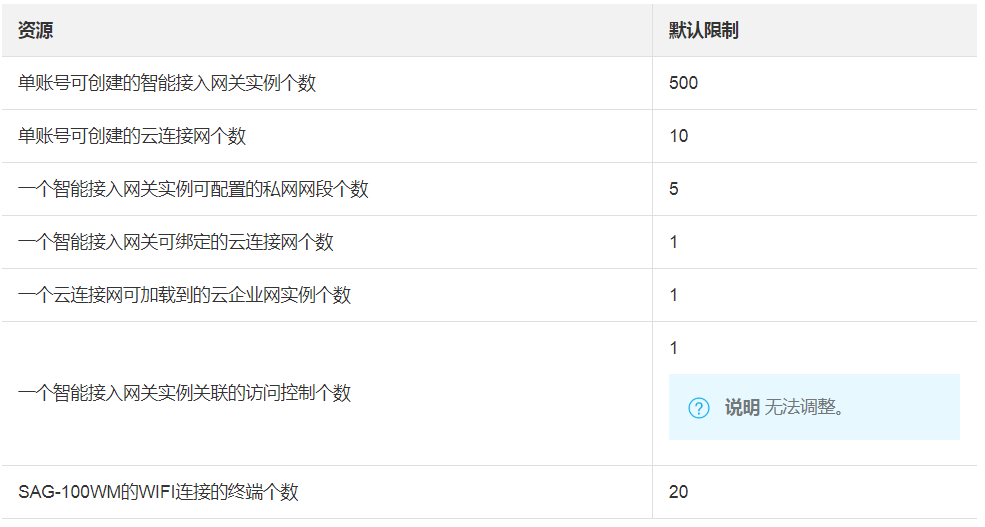 资源 默认限制
单账号可创建的智能接入网关实例个数 500
单账号可创建的云连接网个数 10
一个智能接入网关实例可配置的私网网段个数 5
一个智能接入网关可绑定的云连接网个数 1
一个云连接网可加载到的云企业网实例个数 1
一个智能接入网关实例关联的访问控制个数 1
说明 无法调整。
SAG-100WM的WIFI连接的终端个数 20